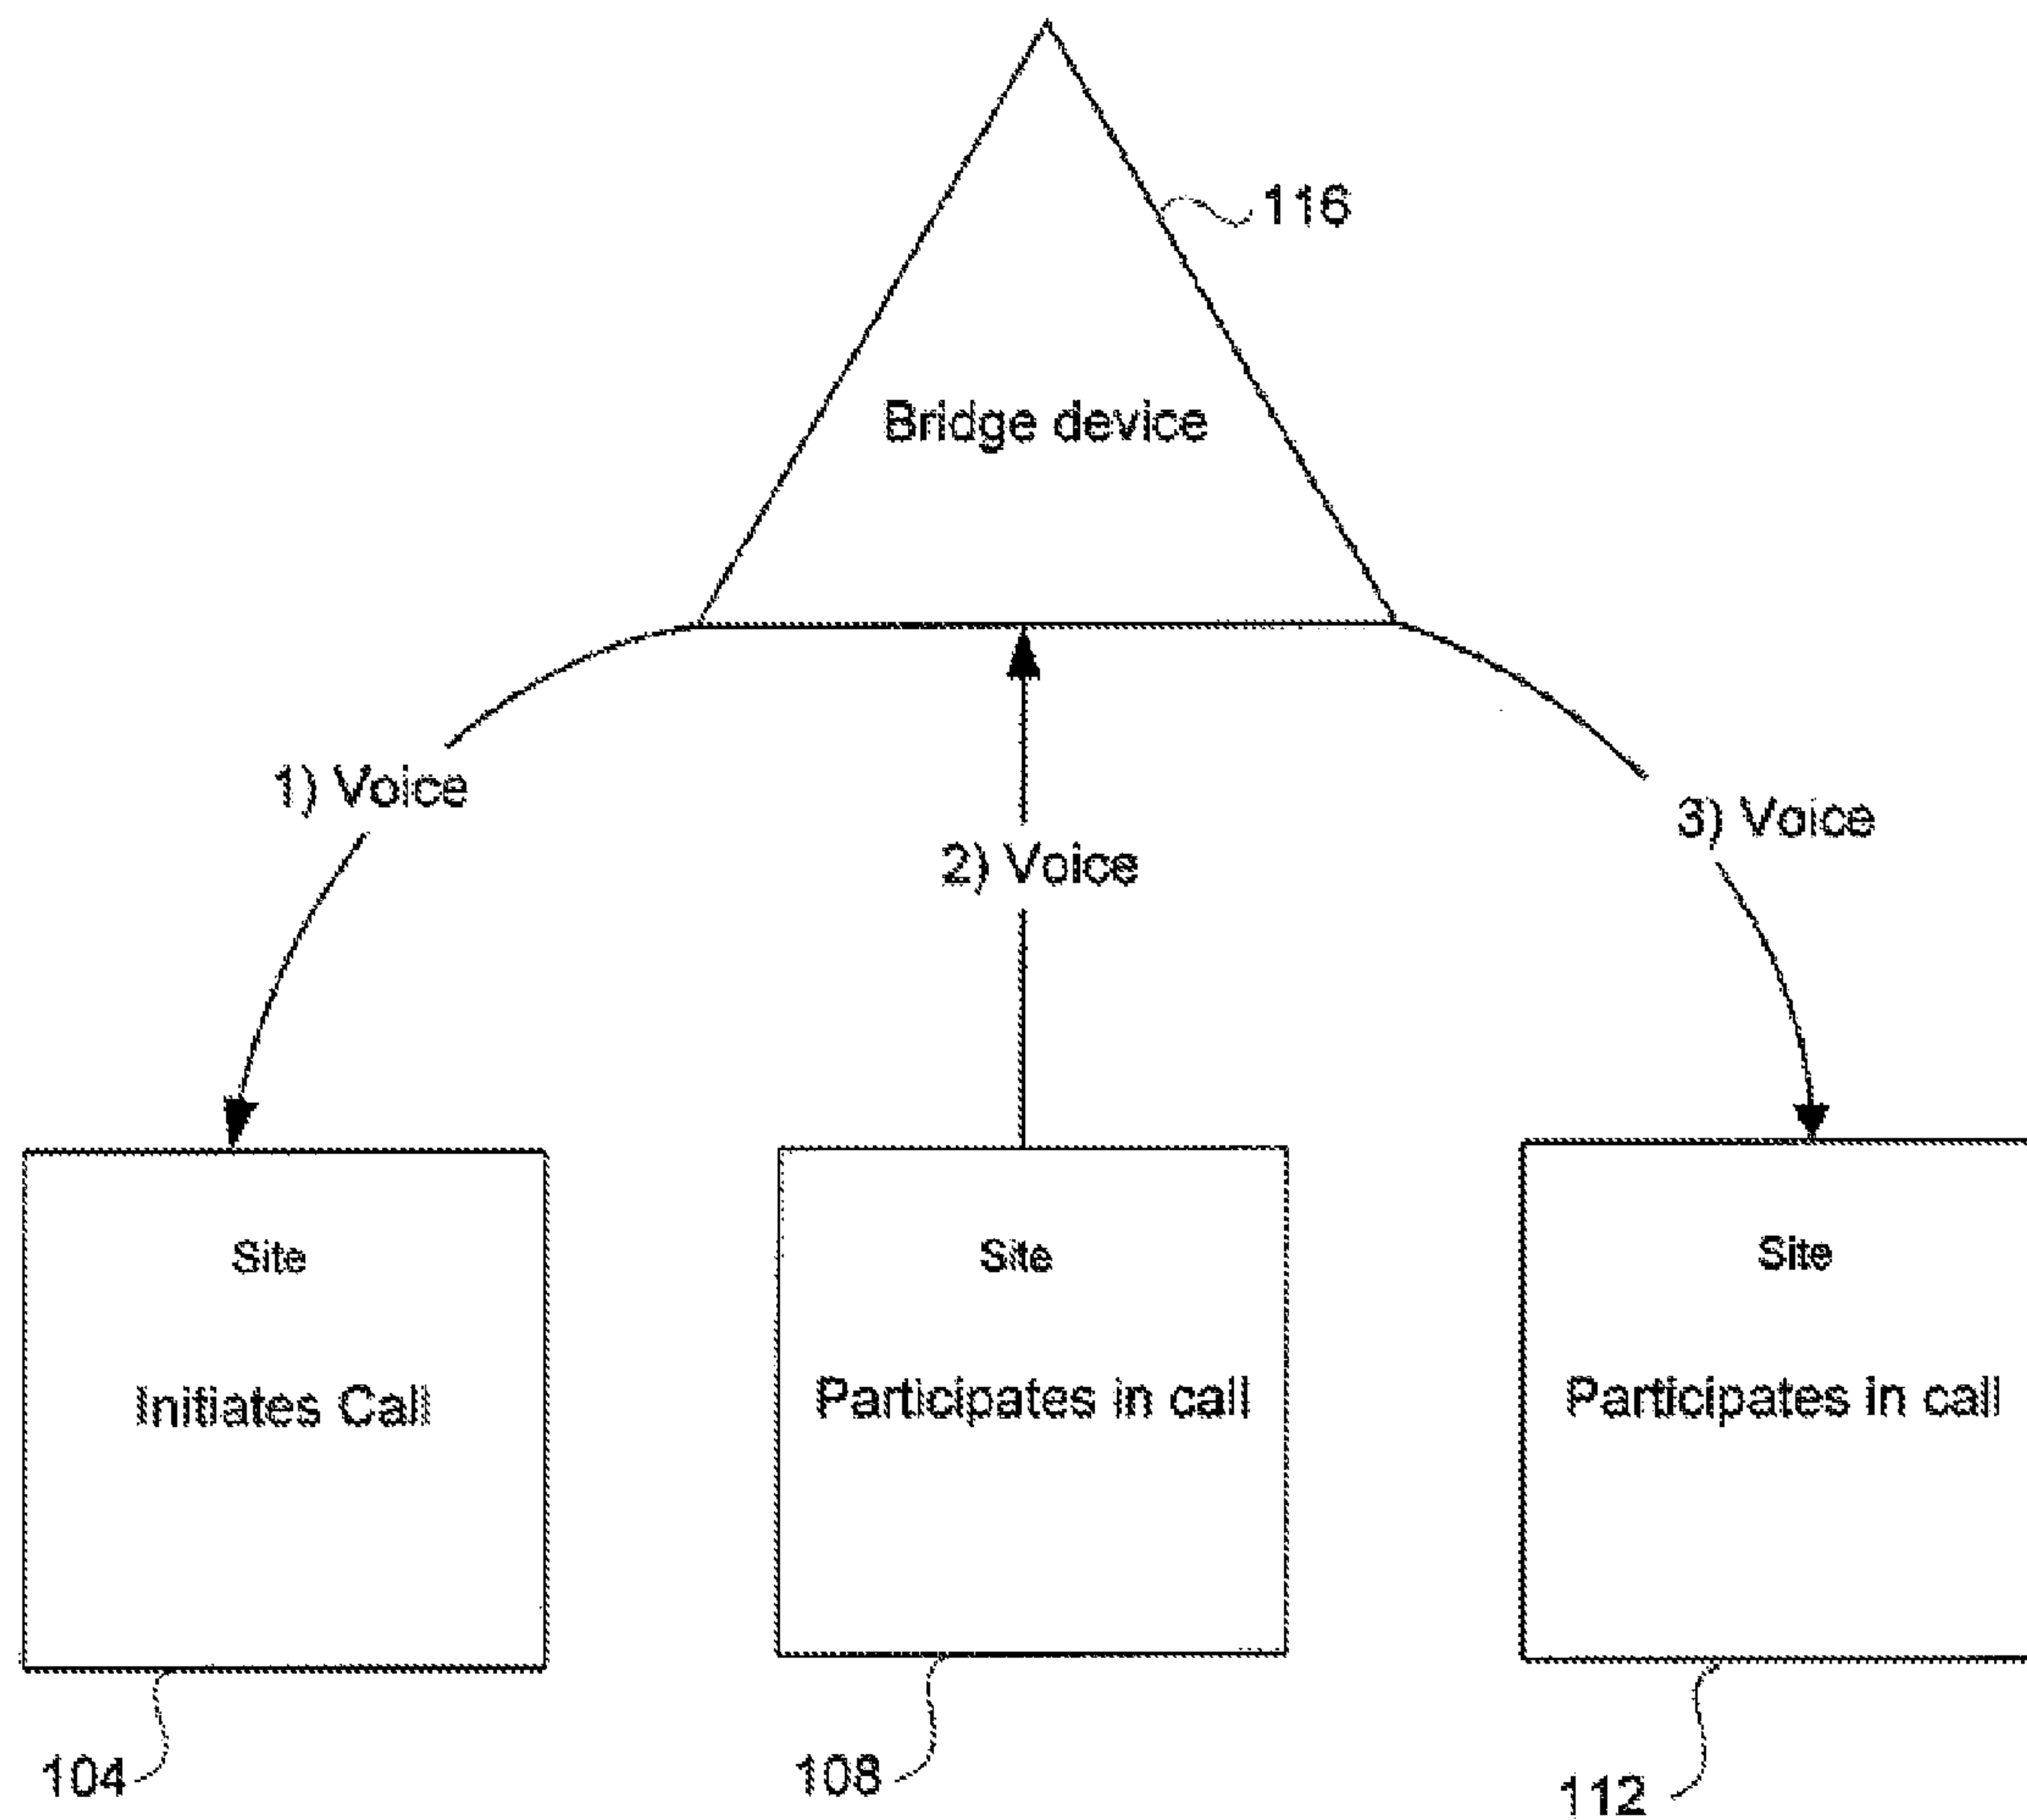 116
Bridge device
1) Voice
2) Voice
3) Voice
Site
Initiates Call
Site
Participates in call
Site
Participates in call
104
108
112